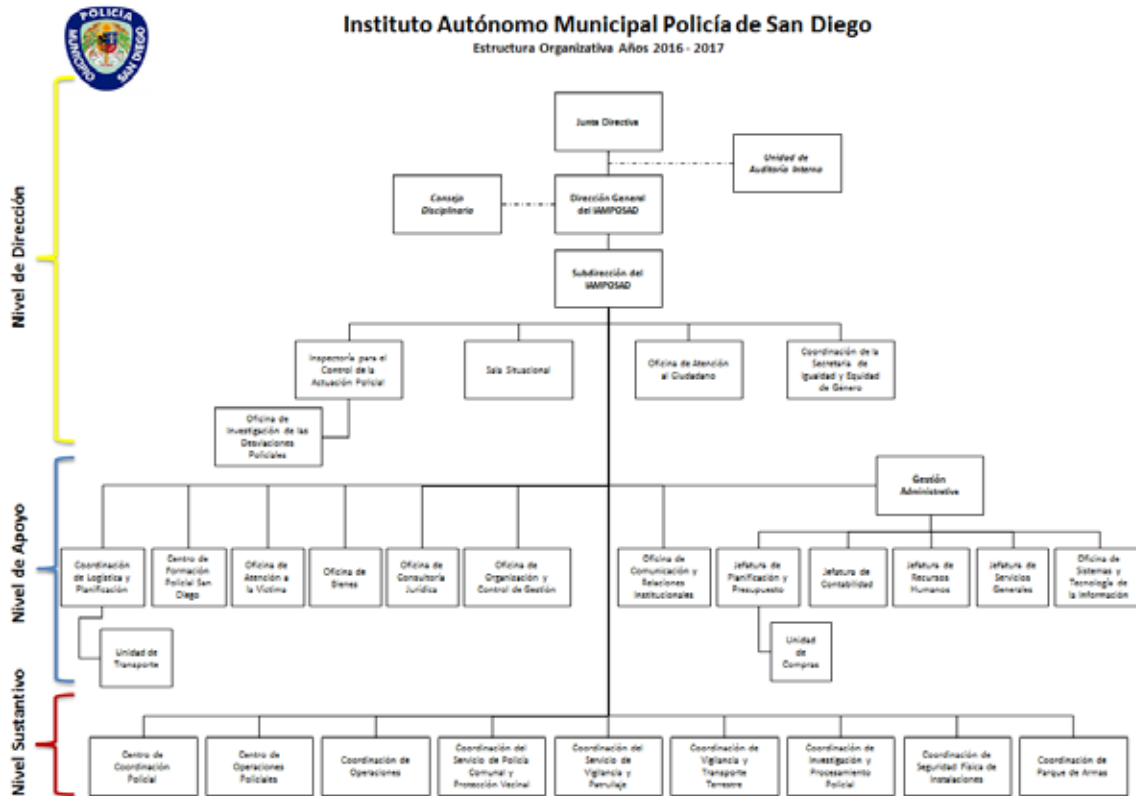 POLICÍA
MUNICIPIO SAN DIEGO
Instituto Autónomo Municipal Policía de San Diego
Estructura Organizativa Años 2016 - 2017
Nivel de Dirección
Junta Directiva
Unidad de
Auditoría Interna
Consejo
Disciplinario
Dirección General
del IAMPOSAD
Subdirección del
IAMPOSAD
Inspectoría para el
Control de la
Actuación Policial
Sala Situacional
Oficina de Atención
al Ciudadano
Coordinación de la
Secretaría de
Igualdad y Equidad
de Género
Oficina de
Investigación de las
Desviaciones
Policiales
Nivel de Apoyo
Gestión
Administrativa
Coordinación
de Logística y
Planificación
Centro de
Formación
Policial San
Diego
Oficina de
Atención a
la Víctima
Oficina de
Bienes
Oficina de
Consultoría
Jurídica
Oficina de
Organización y
Control de Gestión
Oficina de
Comunicación y
Relaciones
Institucionales
Jefatura de
Planificación y
Presupuesto
Jefatura de
Contabilidad
Jefatura de
Recursos
Humanos
Jefatura de
Servicios
Generales
Oficina de
Sistemas y
Tecnología de
la Información
Unidad de
Transporte
Unidad
de
Compras
Nivel Sustantivo
Centro de
Coordinación
Policial
Centro de
Operaciones
Policiales
Coordinación de
Operaciones
Coordinación del
Servicio de Policía
Comunal y
Protección Vecinal
Coordinación del
Servicio de
Vigilancia y
Patrullaje
Coordinación de
Vigilancia y
Transporte
Terrestre
Coordinación de
Investigación y
Procesamiento
Policial
Coordinación de
Seguridad Física de
Instalaciones
Coordinación de
Parque de Armas